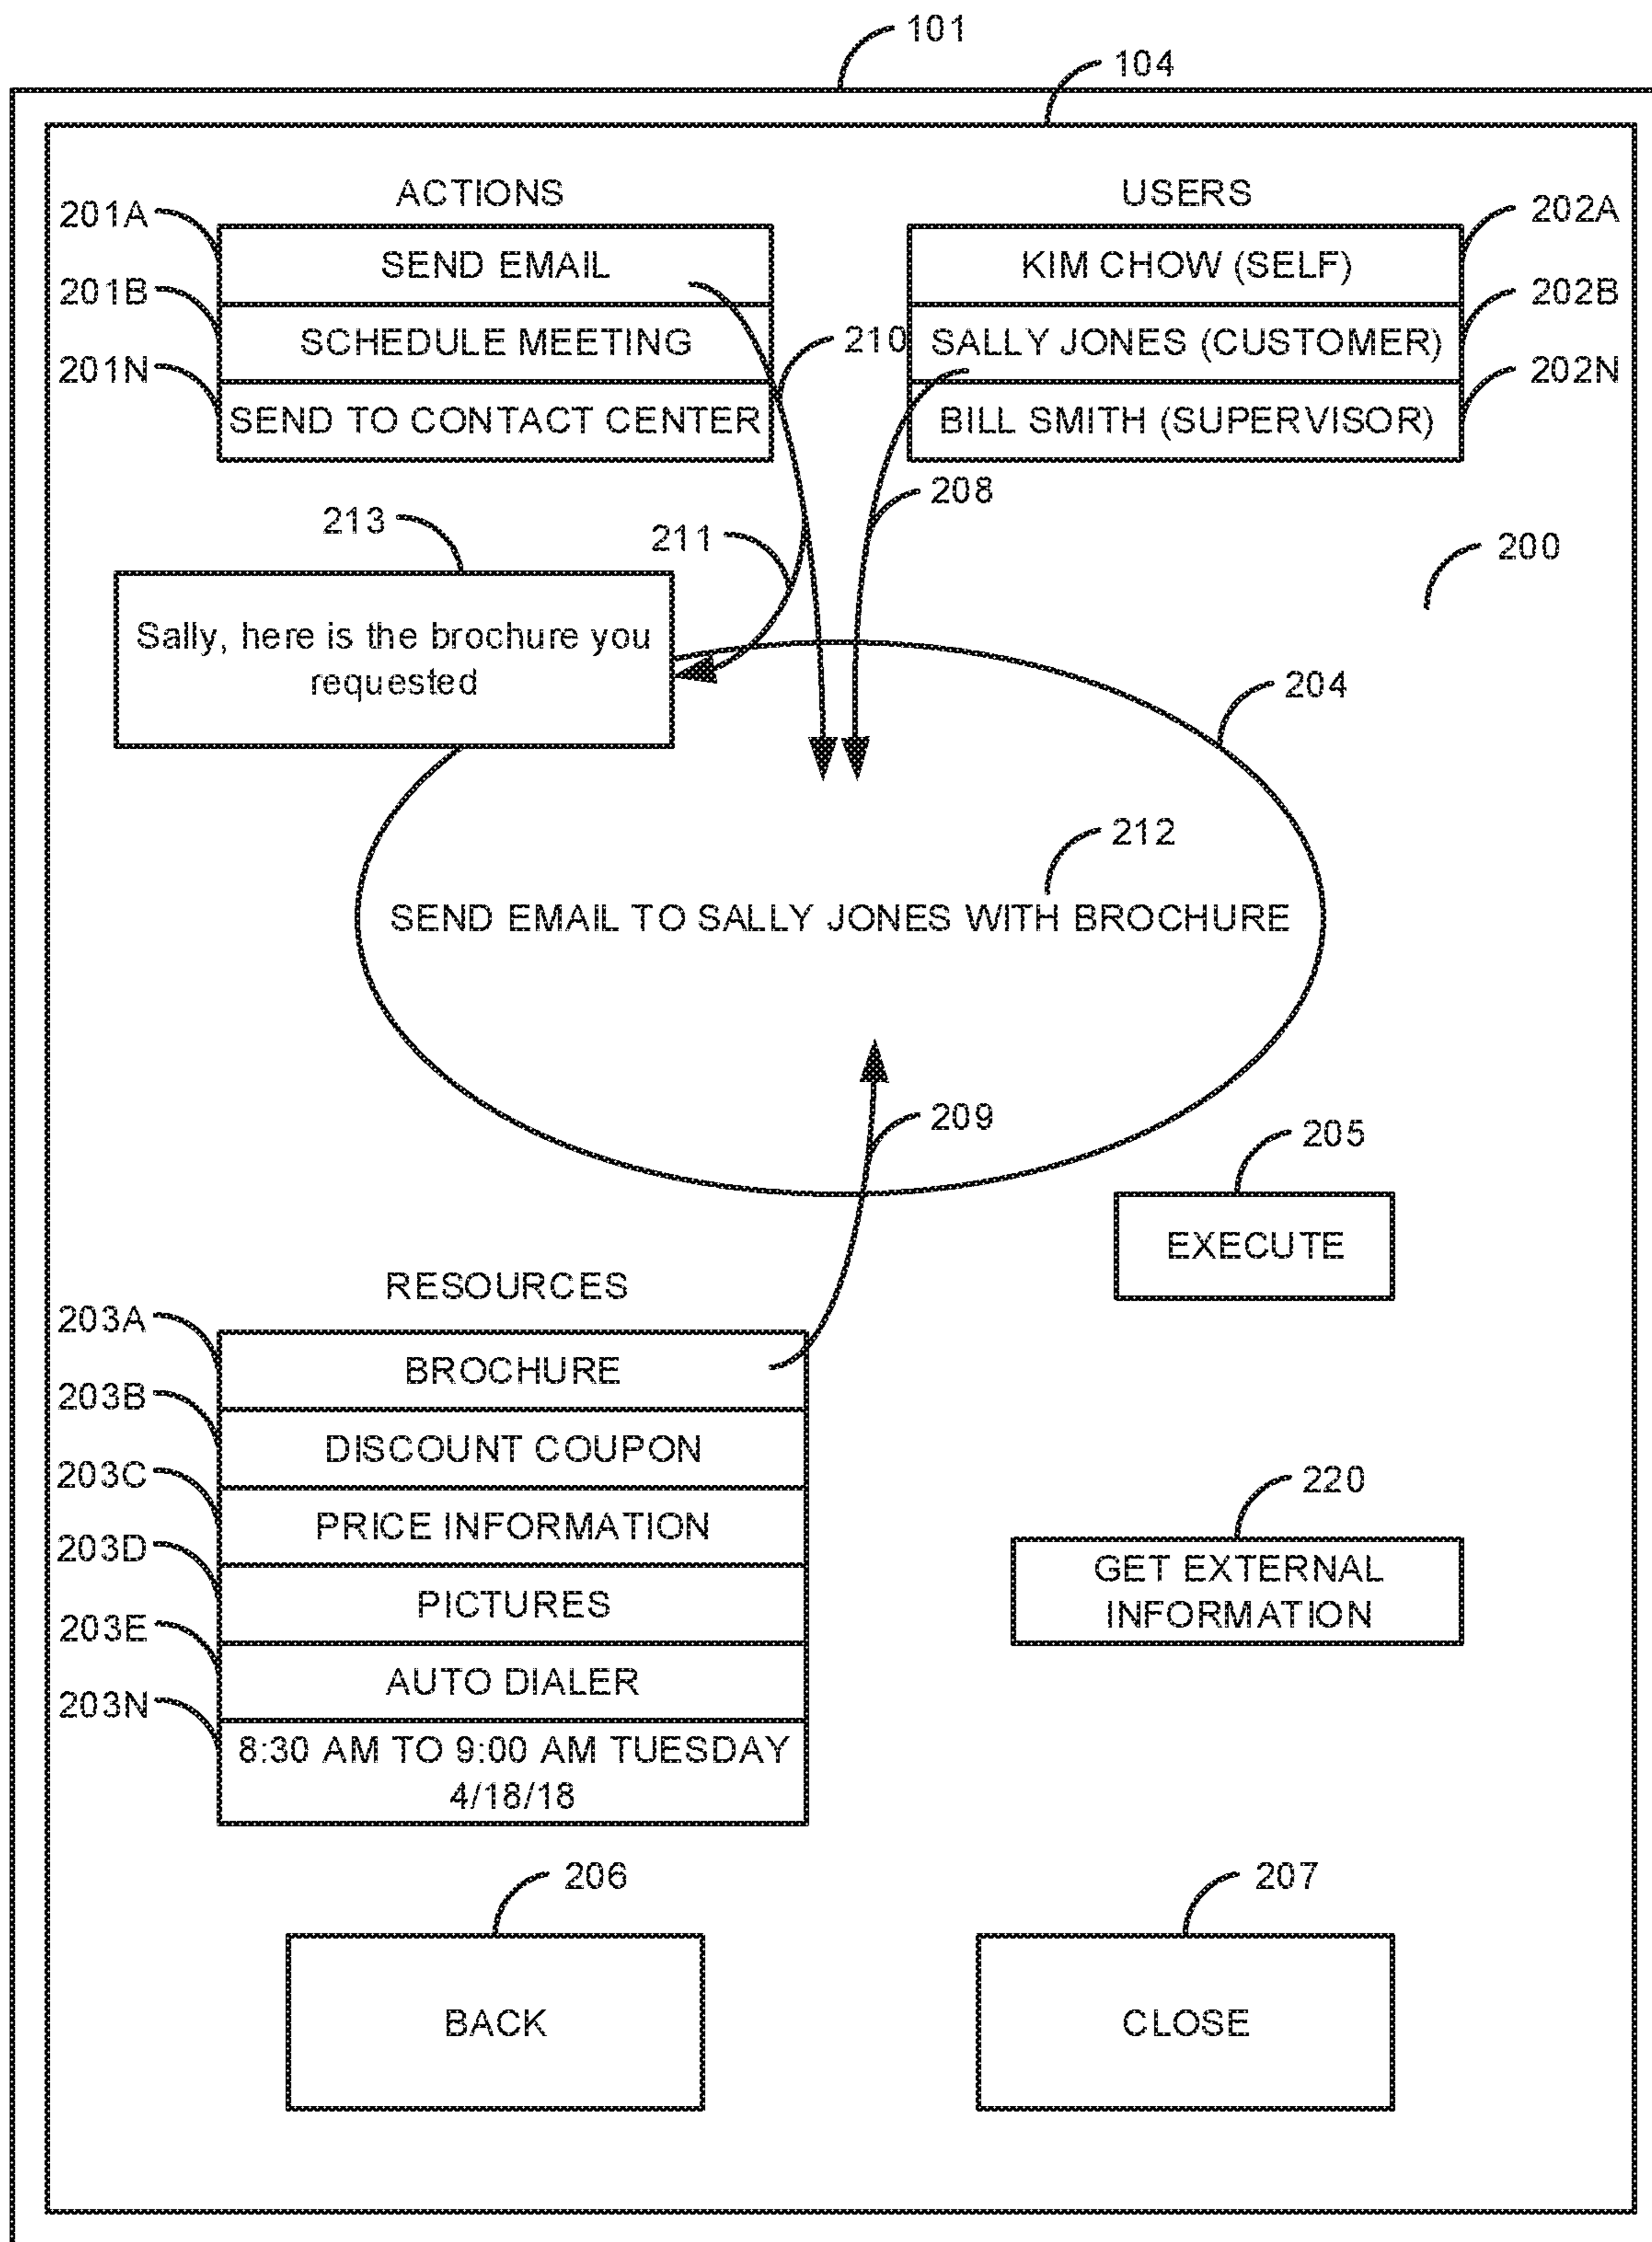 101
104
ACTIONS
USERS
201A
SEND EMAIL
KIM CHOW (SELF)
202A
201B
SCHEDULE MEETING
210
SALLY JONES (CUSTOMER)
202B
201N
SEND TO CONTACT CENTER
BILL SMITH (SUPERVISOR)
202N
208
213
211
200
Sally, here is the brochure you
requested
204
212
SEND EMAIL TO SALLY JONES WITH BROCHURE
209
205
EXECUTE
RESOURCES
203A
BROCHURE
203B
DISCOUNT COUPON
203C
PRICE INFORMATION
220
GET EXTERNAL
INFORMATION
203D
PICTURES
203E
AUTO DIALER
203N
8:30 AM TO 9:00 AM TUESDAY
4/18/18
206
207
BACK
CLOSE